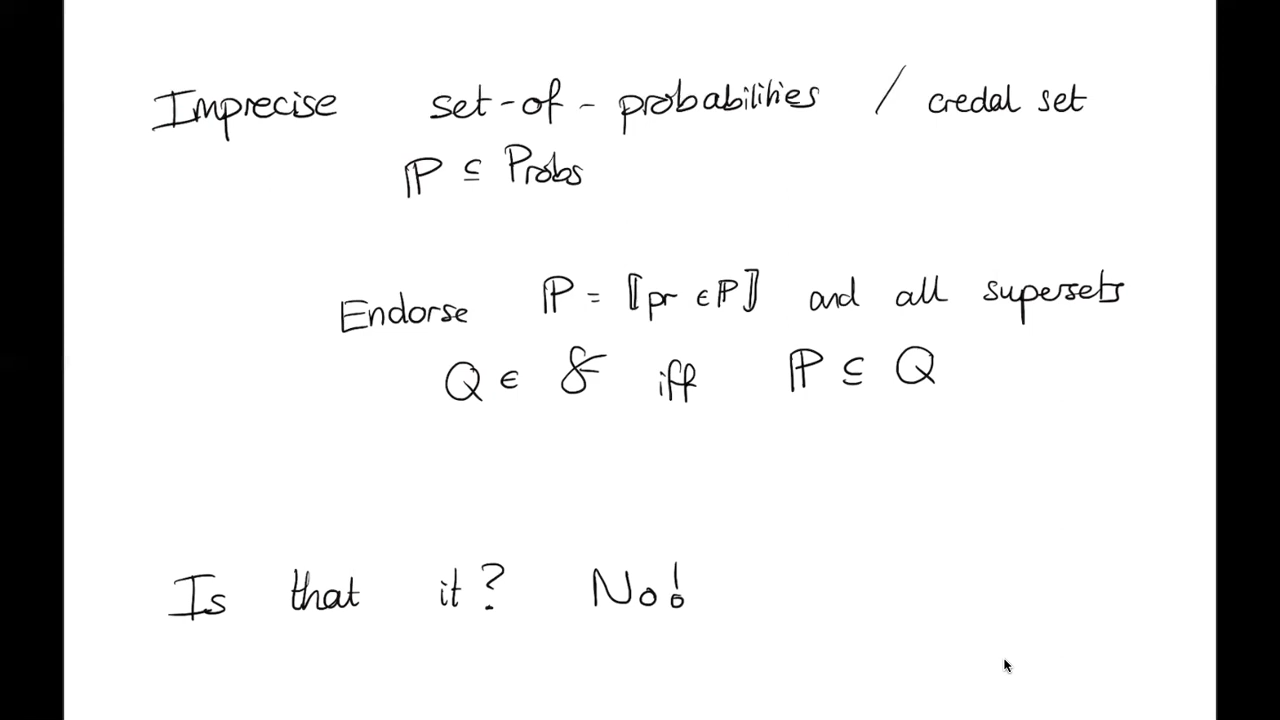 Imprecise set-of-probabilities / credal set
ℙ ⊆ Probs
Endorse ℙ = ⟦pr ∈ ℙ⟧ and all supersets
Q ∈ ℱ iff ℙ ⊆ Q
Is that it? No!